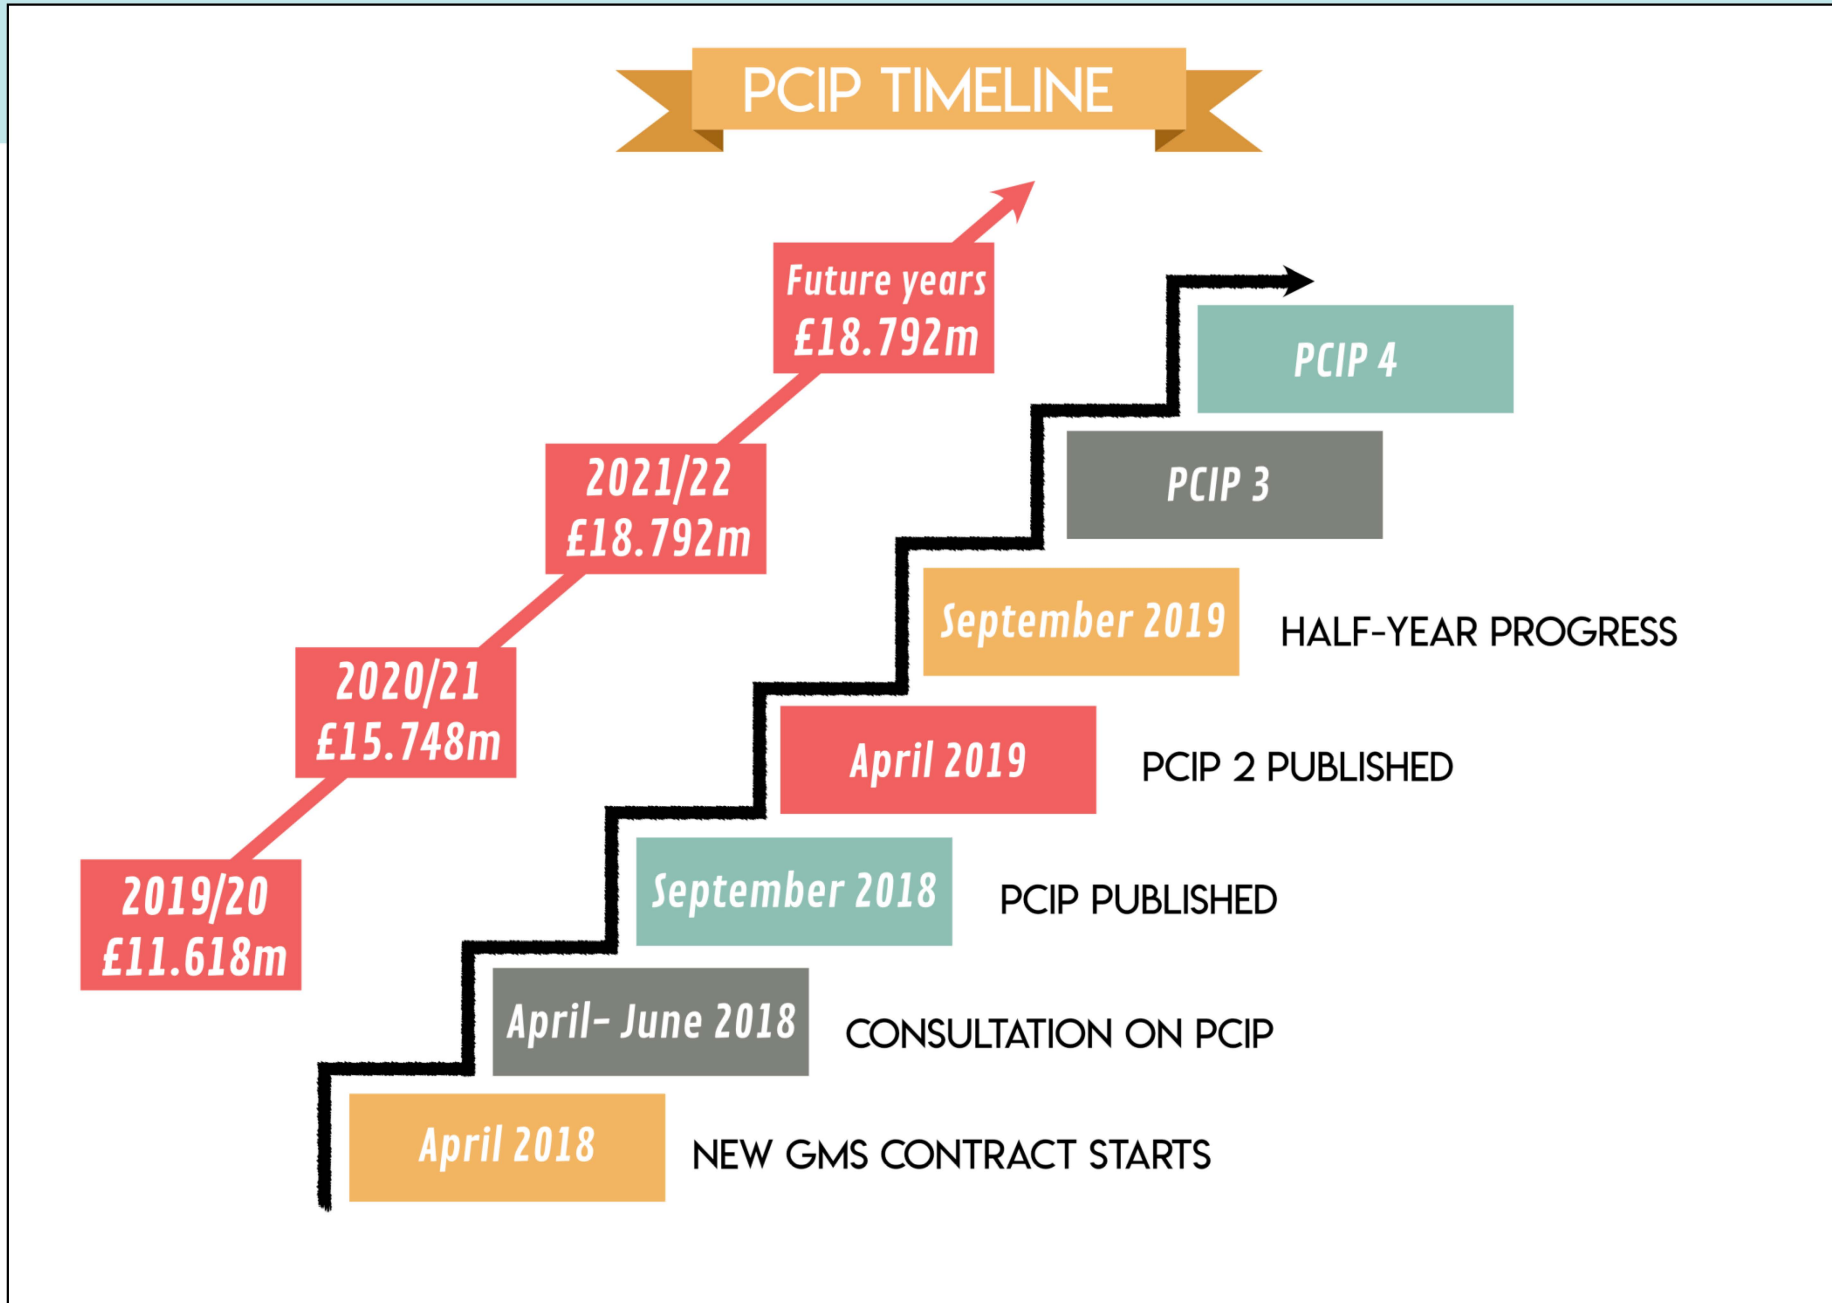 PCIP TIMELINE
Future years
£18.792m
2021/22
£18.792m
2020/21
£15.748m
2019/20
£11.618m
PCIP 4
PCIP 3
September 2019
HALF-YEAR PROGRESS
April 2019
PCIP 2 PUBLISHED
September 2018
PCIP PUBLISHED
April- June 2018
CONSULTATION ON PCIP
April 2018
NEW GMS CONTRACT STARTS